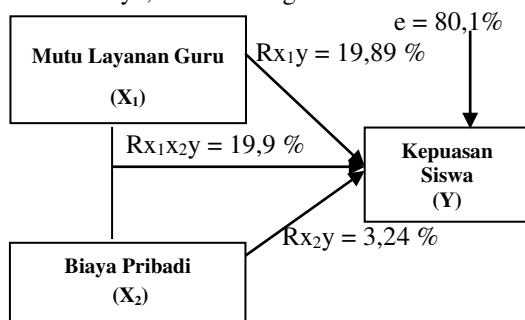 e = 80,1%
Mutu Layanan Guru
(X₁)
Rx₁y = 19,89 %
Rx₁x₂y = 19,9 %
Kepuasan
Siswa
(Y)
Rx₂y = 3,24 %
Biaya Pribadi
(X₂)